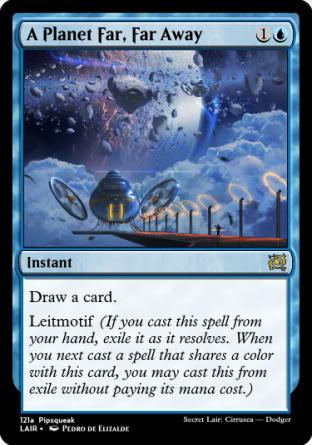 A Planet Far, Far Away 1
Instant
Draw a card.
Leitmotif (If you cast this spell from
your hand, exile it as it resolves. When
you next cast a spell that shares a color
with this card, you may cast this from
exile without paying its mana cost.)
121a Pipsqueak Secret Lair: Cirrusea — Dodger
LAIR • Pedro de Elizalde